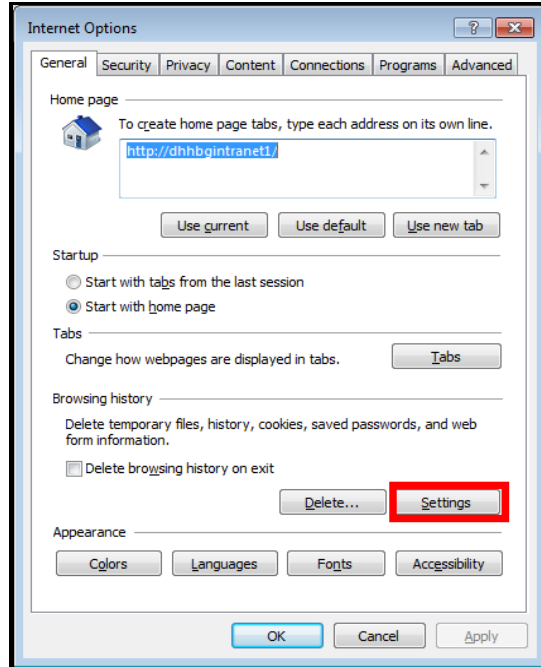 Internet Options
?
General Security Privacy Content Connections Programs Advanced
Home page
To create home page tabs, type each address on its own line.
http://dhhbgintranet1/
Use current Use default Use new tab
Startup
Start with tabs from the last session
Start with home page
Tabs
Change how webpages are displayed in tabs. Tabs
Browsing history
Delete temporary files, history, cookies, saved passwords, and web
form information.
Delete browsing history on exit
Delete... Settings
Appearance
Colors Languages Fonts Accessibility
OK Cancel Apply